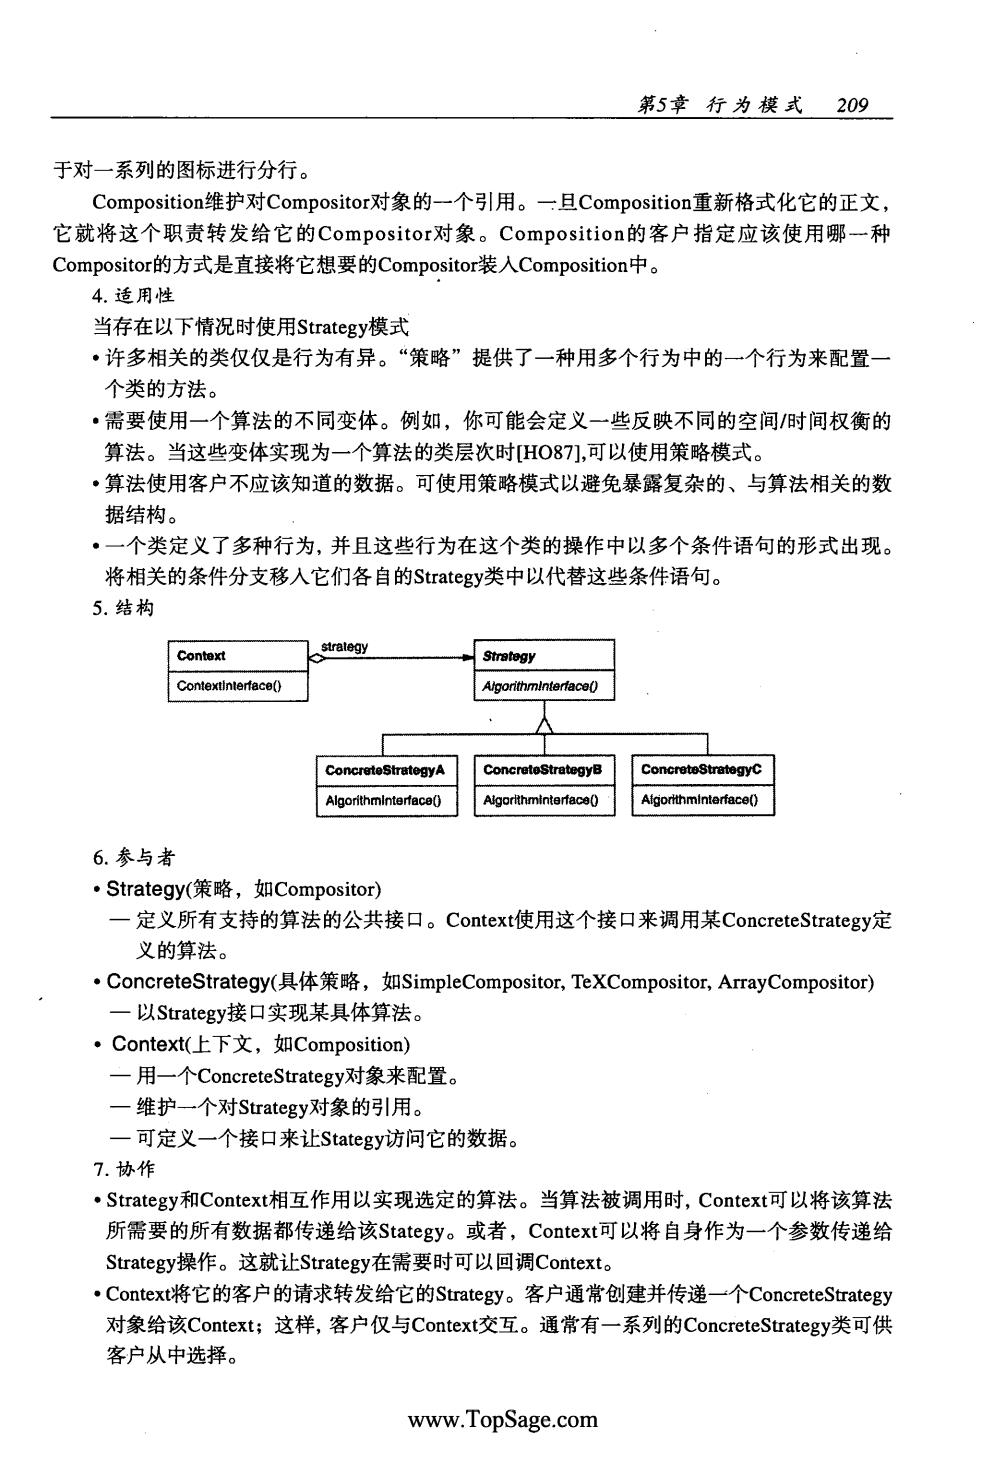 第5章 行为模式 209
于对一系列的图标进行分行。
Composition维护对Compositor对象的一个引用。一旦Composition重新格式化它的正文，
它就将这个职责转发给它的Compositor对象。Composition的客户指定应该使用哪一种
Compositor的方式是直接将它想要的Compositor装入Composition中。
4. 适用性
当存在以下情况时使用Strategy模式
•许多相关的类仅仅是行为有异。“策略”提供了一种用多个行为中的一个行为来配置一
个类的方法。
•需要使用一个算法的不同变体。例如，你可能会定义一些反映不同的空间/时间权衡的
算法。当这些变体实现为一个算法的类层次时[HO87],可以使用策略模式。
•算法使用客户不应该知道的数据。可使用策略模式以避免暴露复杂的、与算法相关的数
据结构。
•一个类定义了多种行为, 并且这些行为在这个类的操作中以多个条件语句的形式出现。
将相关的条件分支移入它们各自的Strategy类中以代替这些条件语句。
5. 结构
Context
strategy
Strategy
ContextInterface()
AlgorithmInterface()
ConcreteStrategyA
ConcreteStrategyB
ConcreteStrategyC
AlgorithmInterface()
AlgorithmInterface()
AlgorithmInterface()
6. 参与者
• Strategy(策略，如Compositor)
— 定义所有支持的算法的公共接口。Context使用这个接口来调用某ConcreteStrategy定
义的算法。
• ConcreteStrategy(具体策略，如SimpleCompositor, TeXCompositor, ArrayCompositor)
— 以Strategy接口实现某具体算法。
• Context(上下文，如Composition)
— 用一个ConcreteStrategy对象来配置。
— 维护一个对Strategy对象的引用。
— 可定义一个接口来让Stategy访问它的数据。
7. 协作
• Strategy和Context相互作用以实现选定的算法。当算法被调用时, Context可以将该算法
所需要的所有数据都传递给该Stategy。或者，Context可以将自身作为一个参数传递给
Strategy操作。这就让Strategy在需要时可以回调Context。
• Context将它的客户的请求转发给它的Strategy。客户通常创建并传递一个ConcreteStrategy
对象给该Context；这样, 客户仅与Context交互。通常有一系列的ConcreteStrategy类可供
客户从中选择。
www.TopSage.com